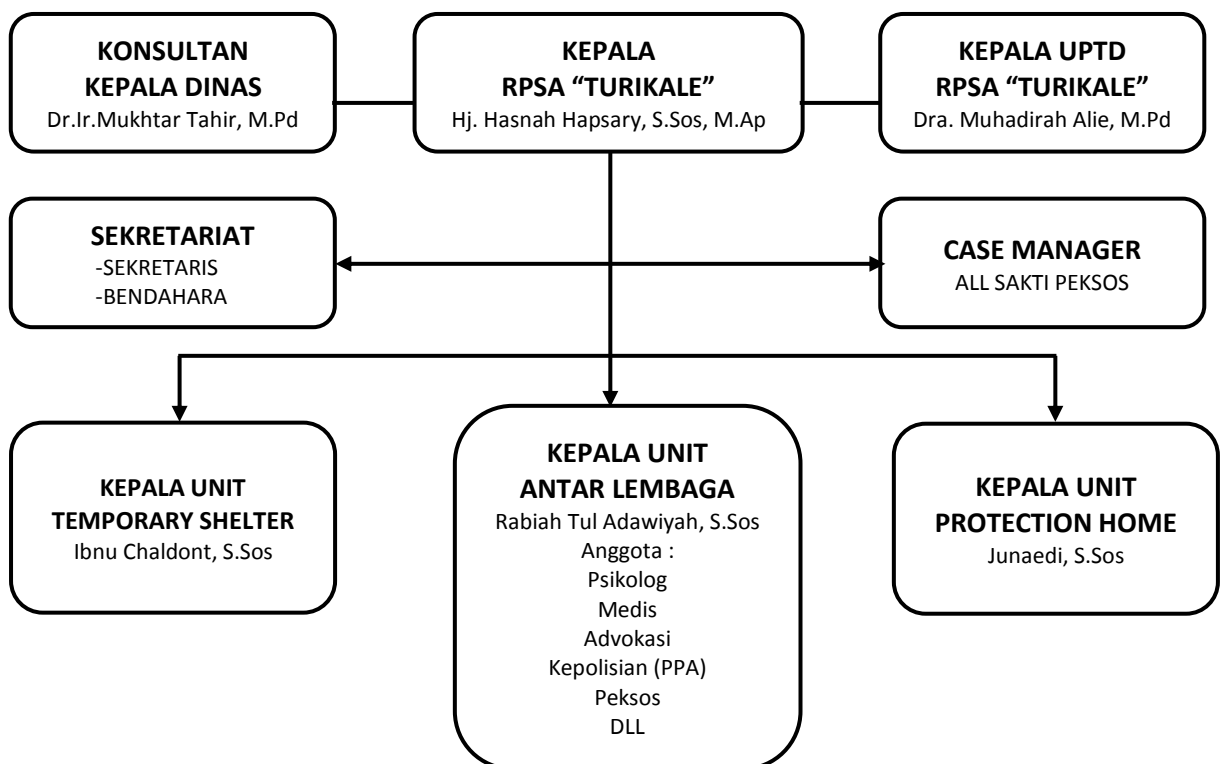 KONSULTAN
KEPALA DINAS
Dr.Ir.Mukhtar Tahir, M.Pd
KEPALA
RPSA “TURIKALE”
Hj. Hasnah Hapsary, S.Sos, M.Ap
KEPALA UPTD
RPSA “TURIKALE”
Dra. Muhadirah Alie, M.Pd
SEKRETARIAT
-SEKRETARIS
-BENDAHARA
CASE MANAGER
ALL SAKTI PEKSOS
KEPALA UNIT
TEMPORARY SHELTER
Ibnu Chaldont, S.Sos
KEPALA UNIT
ANTAR LEMBAGA
Rabiah Tul Adawiyah, S.Sos
Anggota :
Psikolog
Medis
Advokasi
Kepolisian (PPA)
Peksos
DLL
KEPALA UNIT
PROTECTION HOME
Junaedi, S.Sos